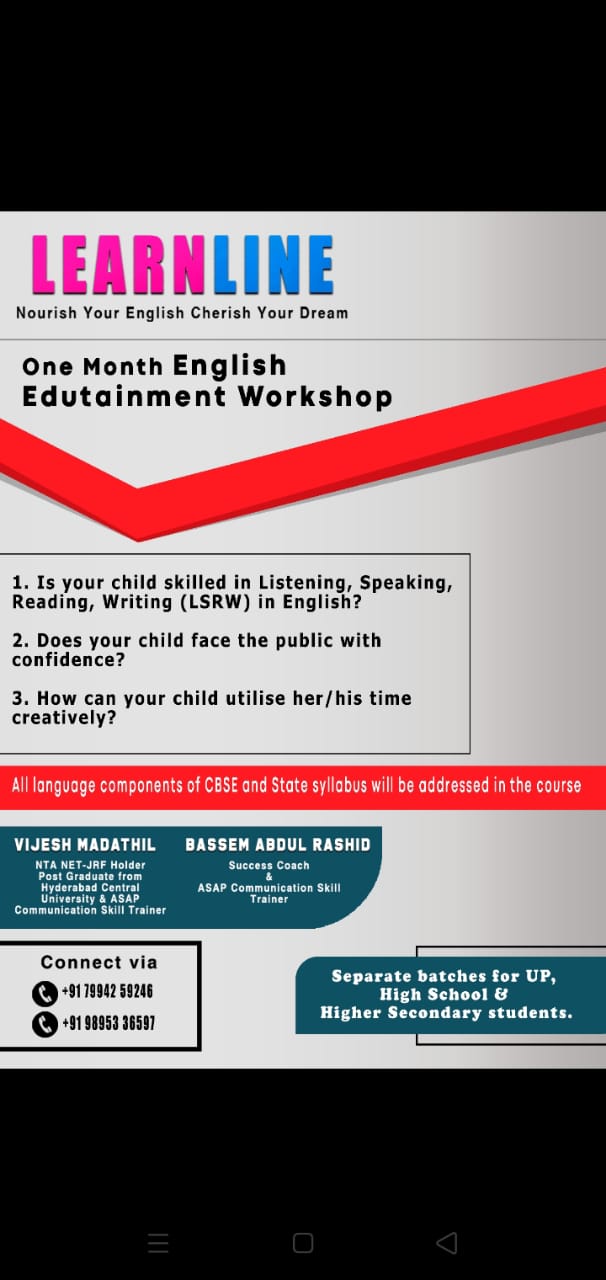 LEARNLINE
Nourish Your English Cherish Your Dream
One Month English
Edutainment Workshop
1. Is your child skilled in Listening, Speaking,
Reading, Writing (LSRW) in English?
2. Does your child face the public with
confidence?
3. How can your child utilise her/his time
creatively?
All language components of CBSE and State syllabus will be addressed in the course
VIJESH MADATHIL
NTA NET-JRF Holder
Post Graduate from
Hyderabad Central
University & ASAP
Communication Skill Trainer
BASSEM ABDUL RASHID
Success Coach
&
ASAP Communication Skill
Trainer
Connect via
+91 79942 59246
+91 98953 36597
Separate batches for UP,
High School &
Higher Secondary students.